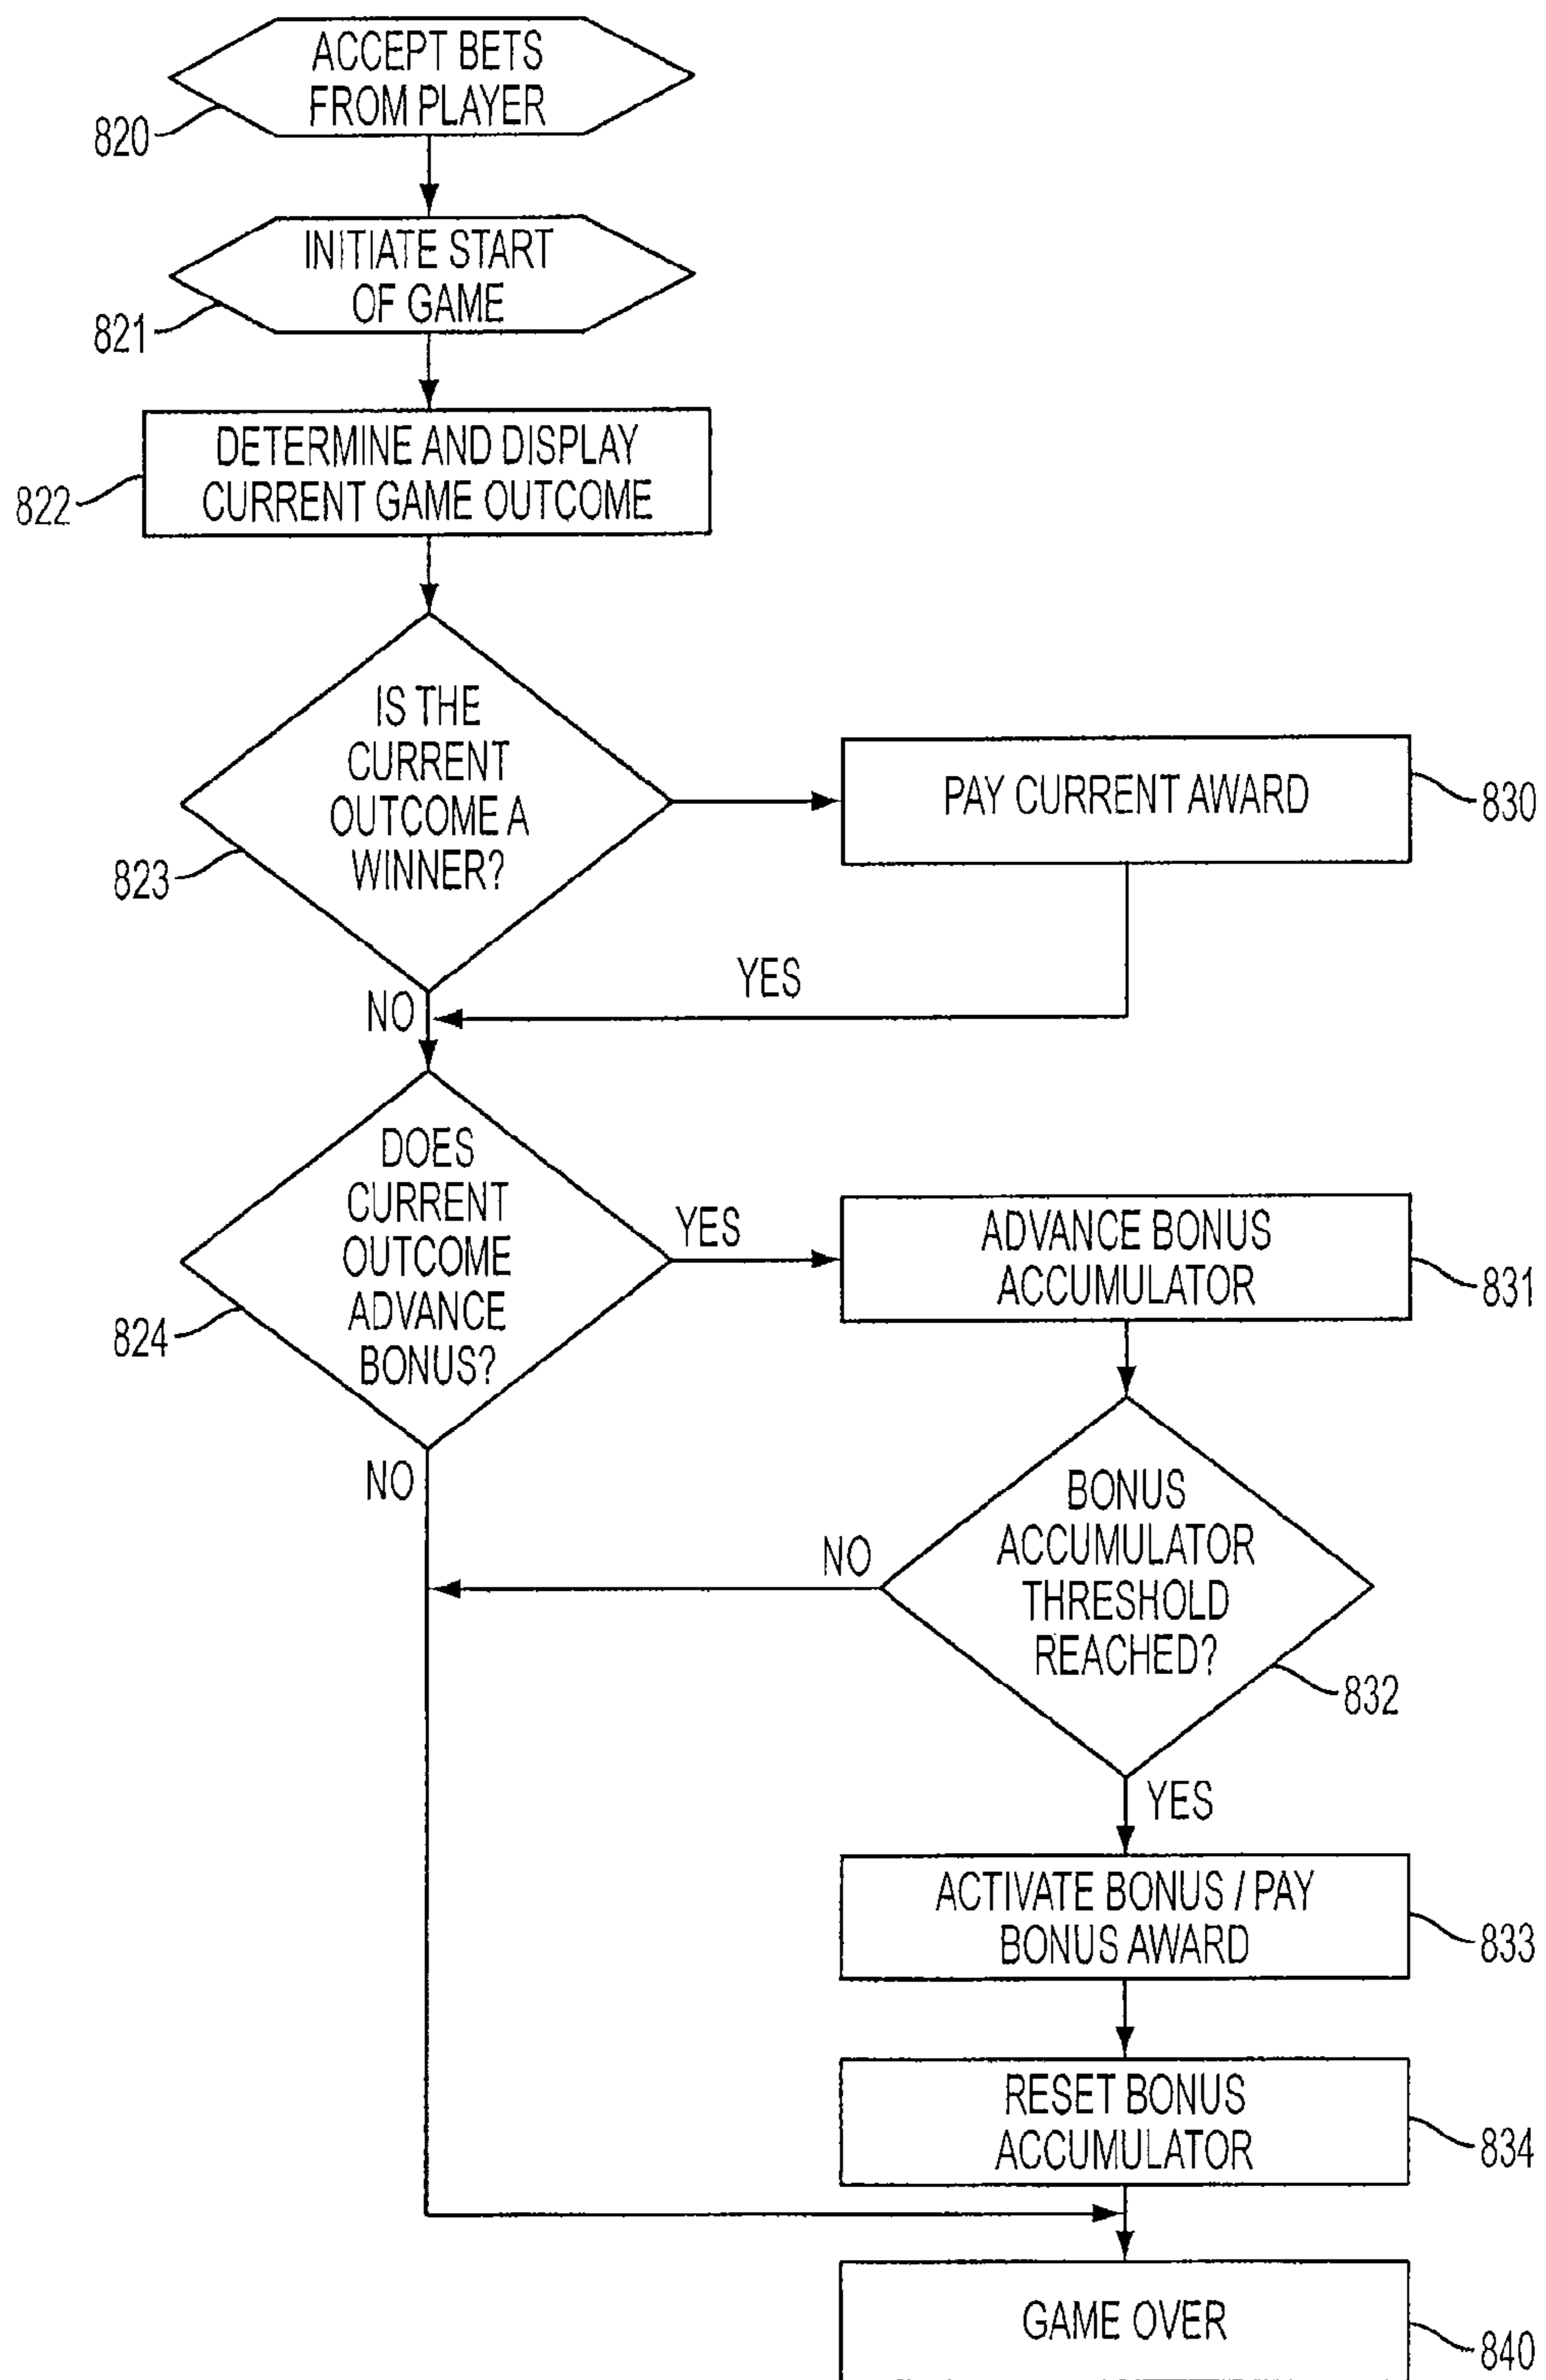 ACCEPT BETS
FROM PLAYER
820
INITIATE START
OF GAME
821
DETERMINE AND DISPLAY
CURRENT GAME OUTCOME
822
IS THE
CURRENT
OUTCOME A
WINNER?
823
PAY CURRENT AWARD
830
YES
NO
DOES
CURRENT
OUTCOME
ADVANCE
BONUS?
824
YES
ADVANCE BONUS
ACCUMULATOR
831
NO
BONUS
ACCUMULATOR
THRESHOLD
REACHED?
832
NO
YES
ACTIVATE BONUS / PAY
BONUS AWARD
833
RESET BONUS
ACCUMULATOR
834
GAME OVER
840